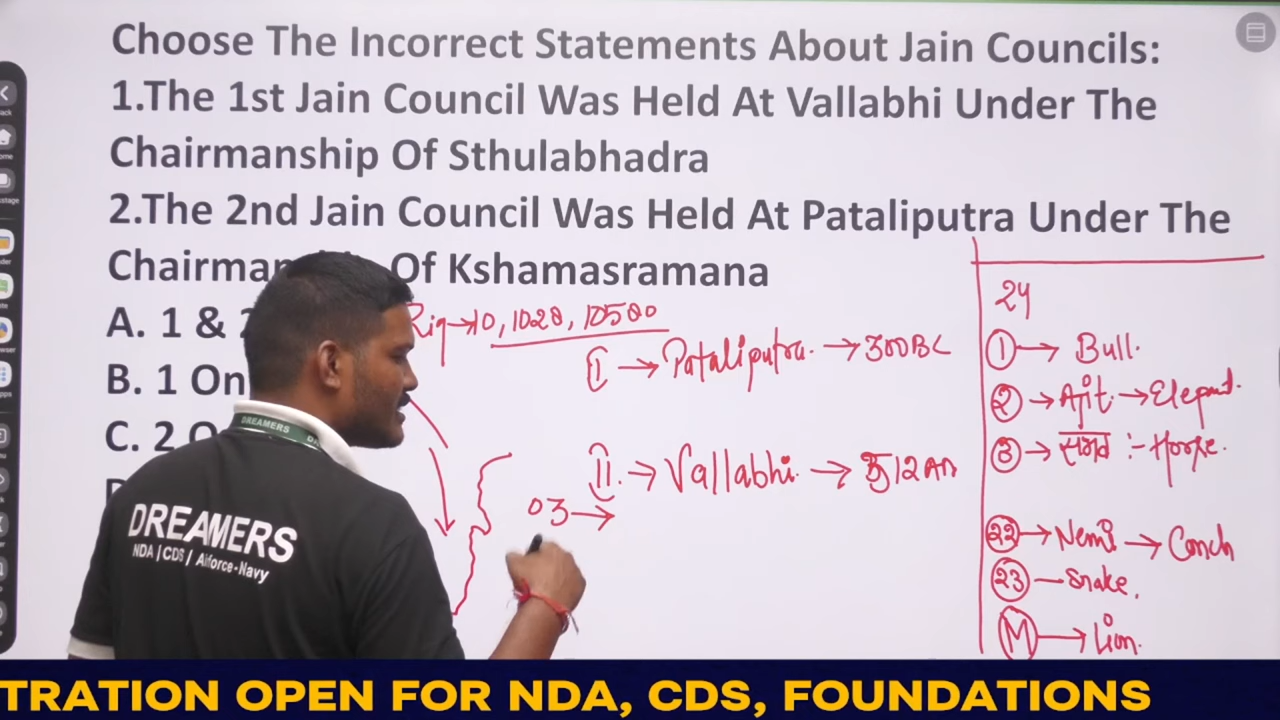 Choose The Incorrect Statements About Jain Councils:
1.The 1st Jain Council Was Held At Vallabhi Under The
Chairmanship Of Sthulabhadra
2.The 2nd Jain Council Was Held At Pataliputra Under The
Of Kshamasramana
A. 1 &
B. 1 On
C. 2 O
Rig → 10, 1028, 10580
I → Pataliputra. → 300BC
II. → Vallabhi. → 512 AD
03 →
24
1 → Bull.
2 → Ajit → Elepant.
3 → :-
22 → Nemi → Conch
23 — Snake.
M → Lion.
DREAMERS
DREAMERS
NDA | CDS / Airforce-Navy
TRATION OPEN FOR NDA, CDS, FOUNDATIONS